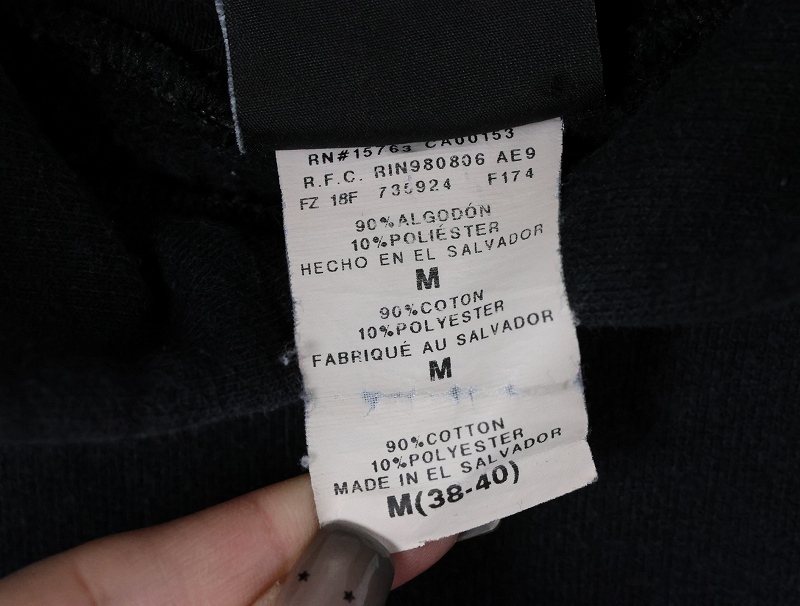 RN#15763 CA00153
R.F.C. RIN980806 AE9
FZ 18F 735924 F174
90%ALGODÓN
10%POLIÉSTER
HECHO EN EL SALVADOR
M
90%COTON
10%POLYESTER
FABRIQUÉ AU SALVADOR
M
90%COTTON
10%POLYESTER
MADE IN EL SALVADOR
M(38-40)